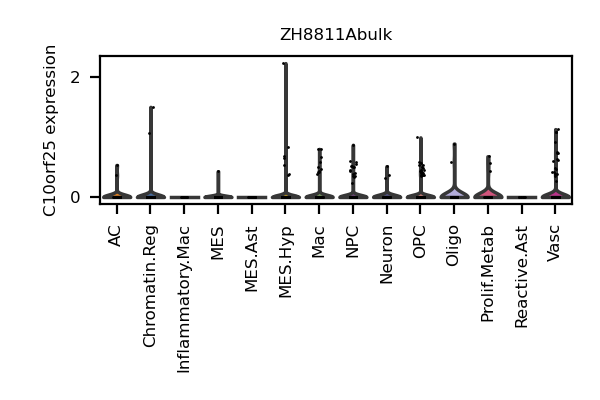 ZH8811Abulk
C10orf25 expression
2
0
AC
Chromatin.Reg
Inflammatory.Mac
MES
MES.Ast
MES.Hyp
Mac
NPC
Neuron
OPC
Oligo
Prolif.Metab
Reactive.Ast
Vasc